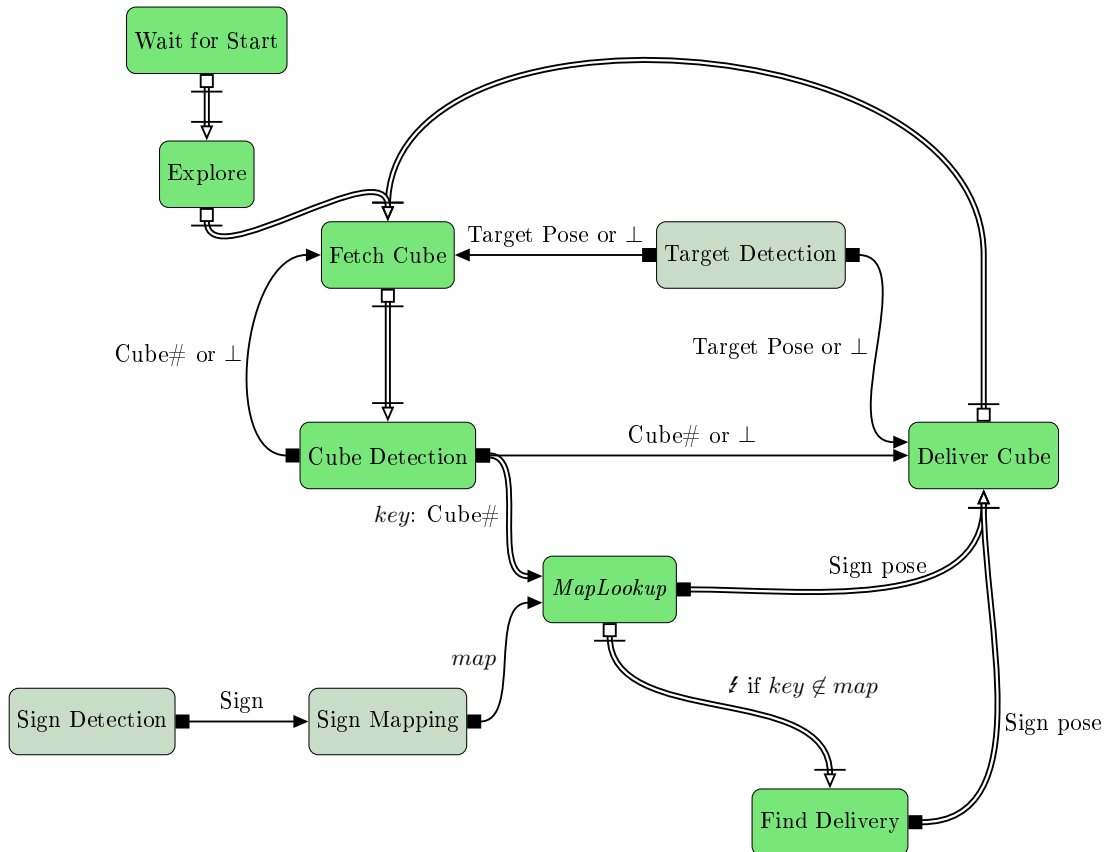 Wait for Start
Explore
Fetch Cube
Target Pose or ⊥
Target Detection
Cube# or ⊥
Target Pose or ⊥
Cube Detection
Cube# or ⊥
Deliver Cube
key: Cube#
MapLookup
Sign pose
map
↯ if key ∉ map
Sign Detection
Sign
Sign Mapping
Sign pose
Find Delivery